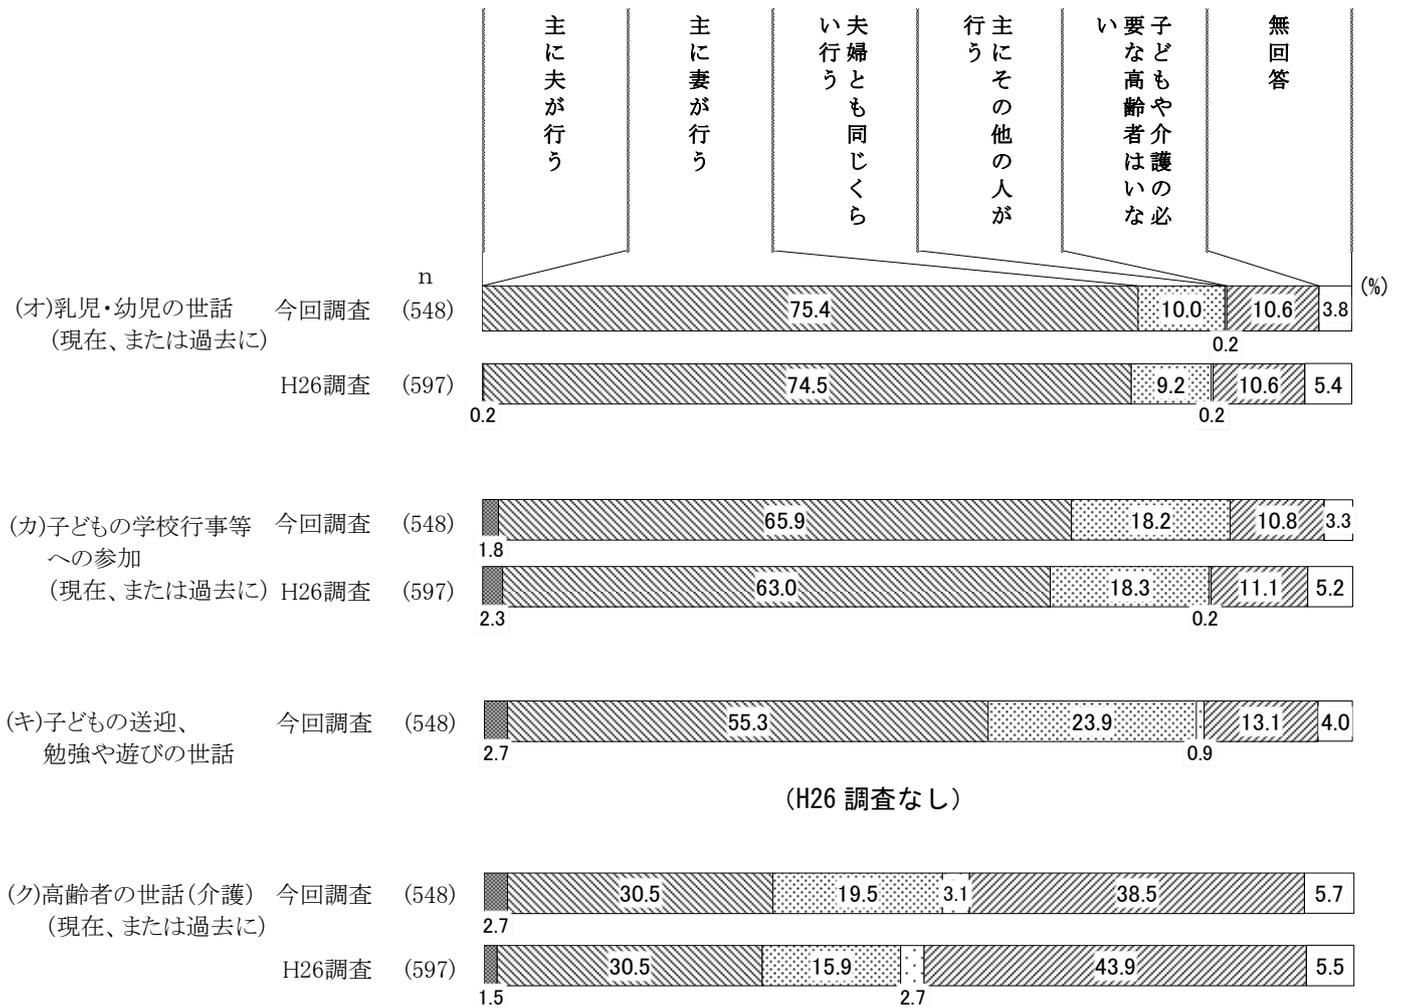 主に夫が行う
主に妻が行う
夫婦とも同じくら
い行う
主にその他の人が
行う
子どもや介護の必
要な高齢者はいな
い
無回答
n
(%)
(オ)乳児・幼児の世話 今回調査 (548) 75.4 10.0 10.6 3.8
(現在、または過去に) 0.2
H26調査 (597) 74.5 9.2 10.6 5.4
0.2 0.2
(カ)子どもの学校行事等 今回調査 (548) 65.9 18.2 10.8 3.3
への参加 1.8
(現在、または過去に) H26調査 (597) 63.0 18.3 11.1 5.2
2.3 0.2
(キ)子どもの送迎、 今回調査 (548) 55.3 23.9 13.1 4.0
勉強や遊びの世話 2.7 0.9
(H26 調査なし)
(ク)高齢者の世話(介護) 今回調査 (548) 30.5 19.5 3.1 38.5 5.7
(現在、または過去に) 2.7
H26調査 (597) 30.5 15.9 43.9 5.5
1.5 2.7